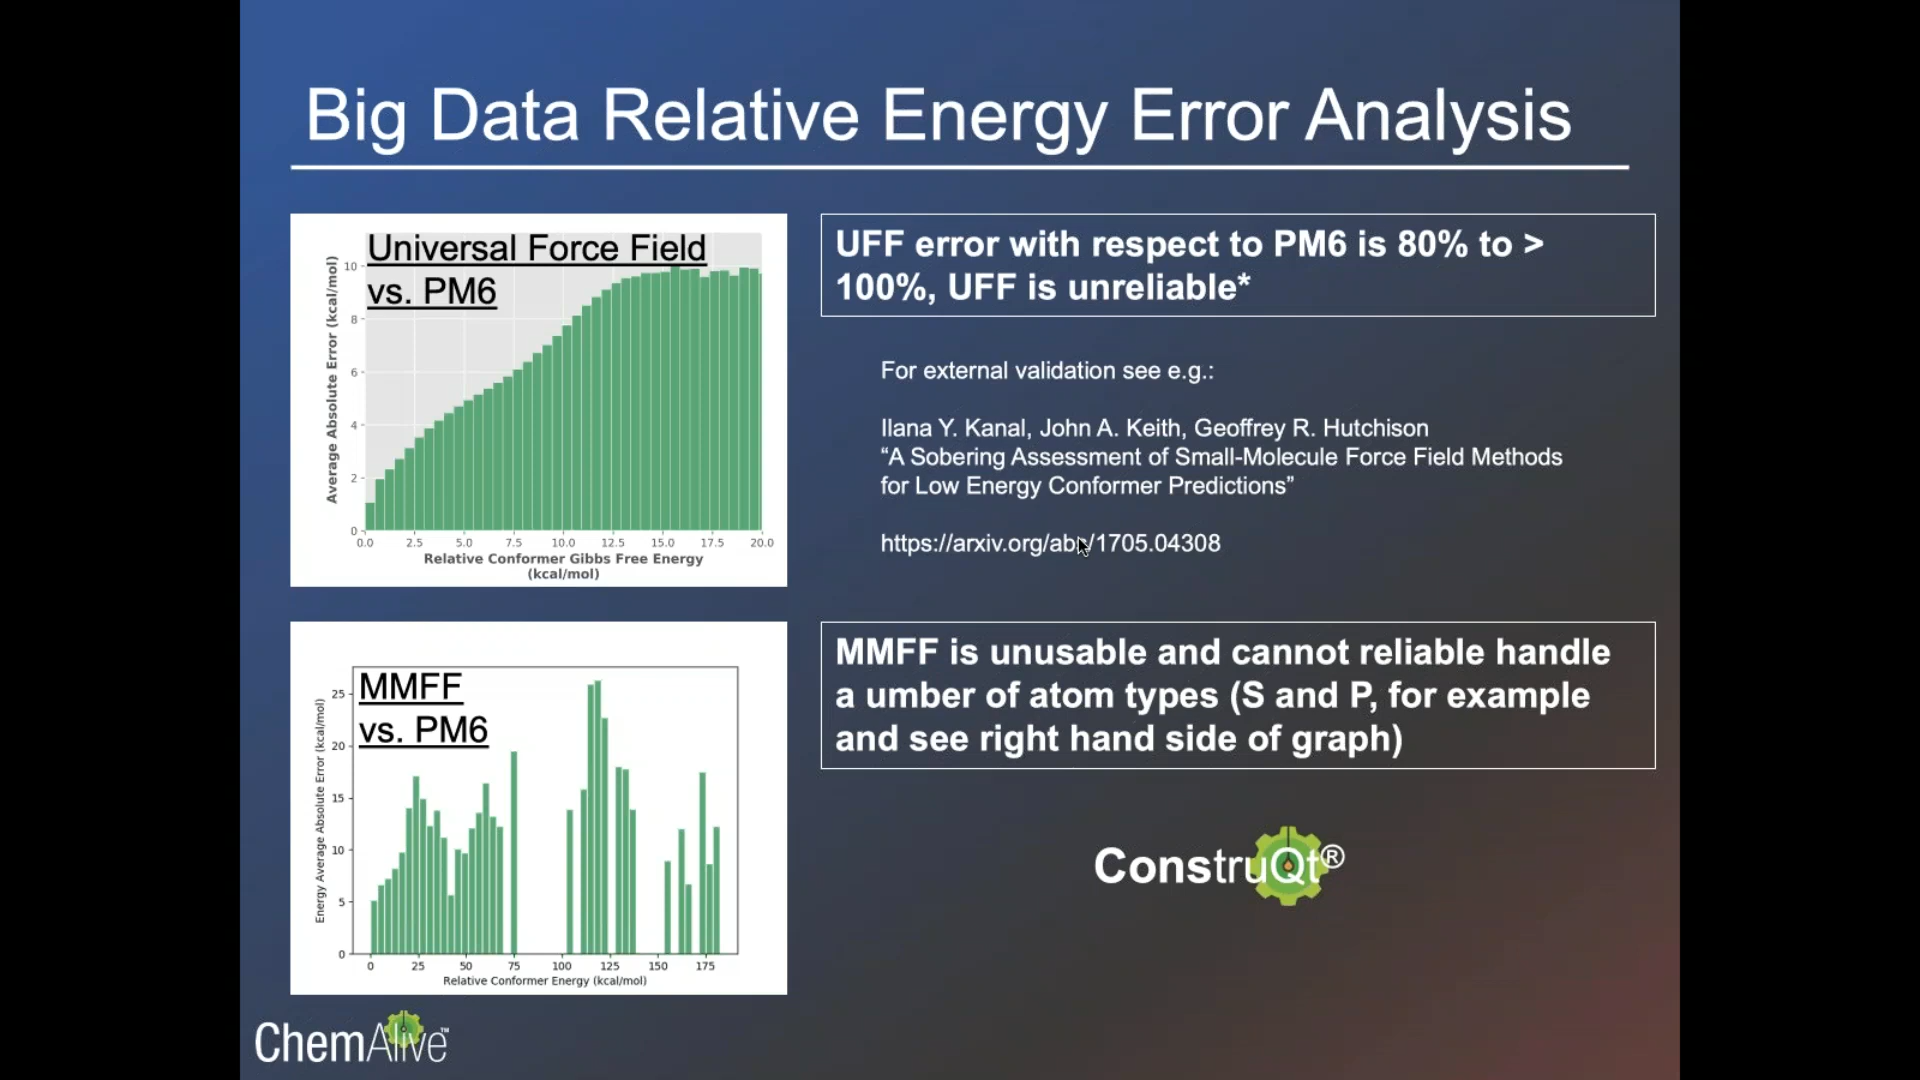 Big Data Relative Energy Error Analysis
Universal Force Field
vs. PM6
Average Absolute Error (kcal/mol)
10
8
6
4
2
0
0.0 2.5 5.0 7.5 10.0 12.5 15.0 17.5 20.0
Relative Conformer Gibbs Free Energy
(kcal/mol)
UFF error with respect to PM6 is 80% to >
100%, UFF is unreliable*
For external validation see e.g.:
Ilana Y. Kanal, John A. Keith, Geoffrey R. Hutchison
“A Sobering Assessment of Small-Molecule Force Field Methods
for Low Energy Conformer Predictions”
https://arxiv.org/abs/1705.04308
MMFF
vs. PM6
Energy Average Absolute Error (kcal/mol)
25
20
15
10
5
0
0 25 50 75 100 125 150 175
Relative Conformer Energy (kcal/mol)
MMFF is unusable and cannot reliable handle
a umber of atom types (S and P, for example
and see right hand side of graph)
ConstruQt®
ChemAlive™